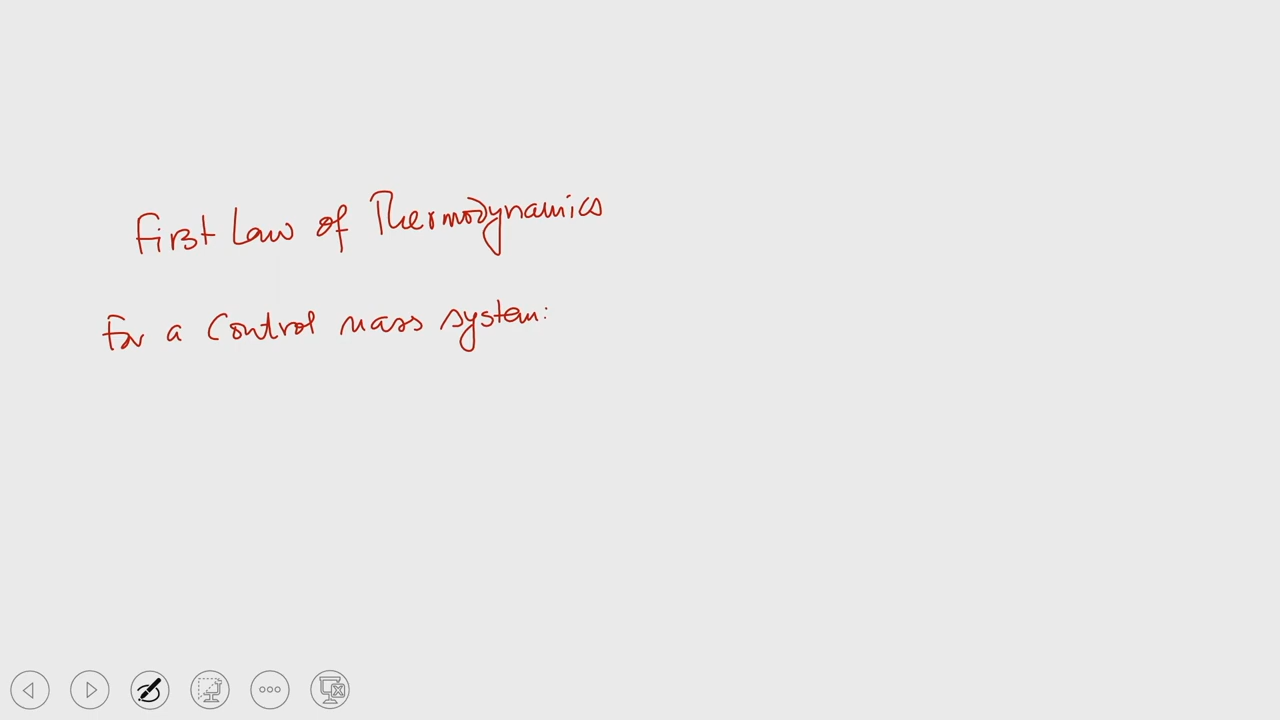 First Law of Thermodynamics
For a Control mass system: